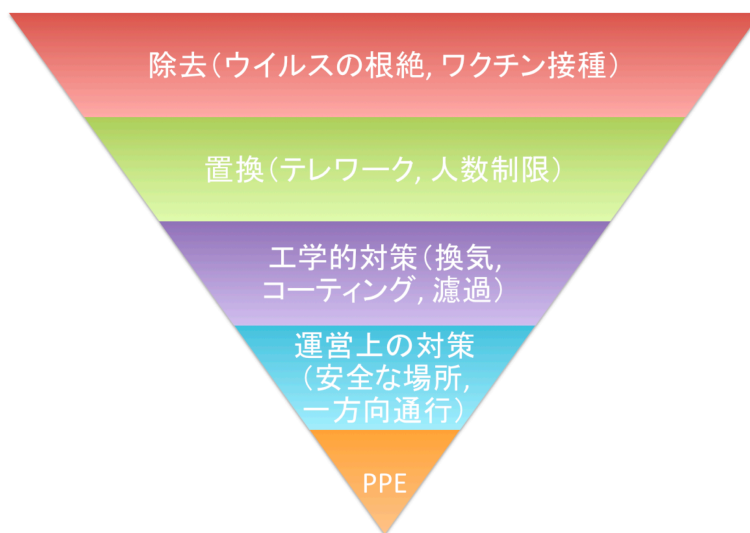 除去(ウイルスの根絶, ワクチン接種)
置換(テレワーク, 人数制限)
工学的対策(換気,
コーティング, 濾過)
運営上の対策
(安全な場所,
一方向通行)
PPE